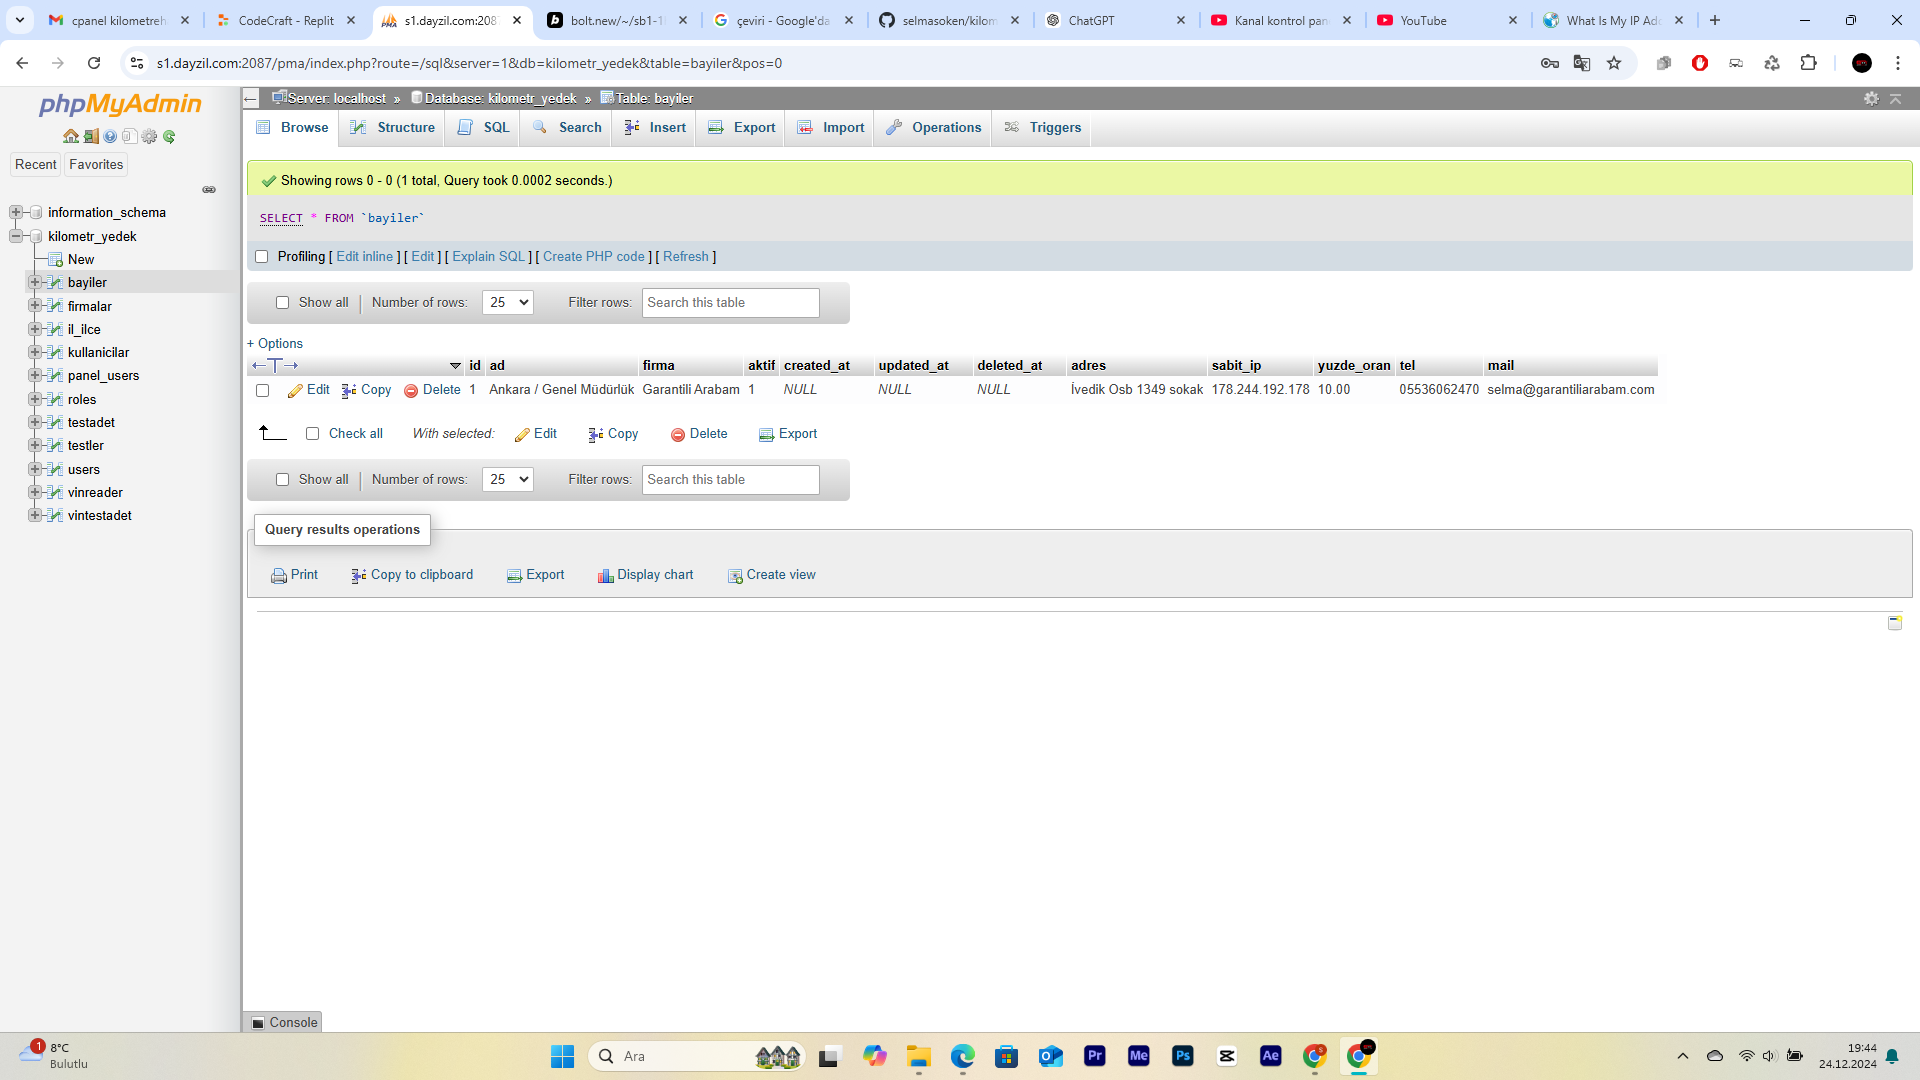 cpanel kilometreh
CodeCraft - Replit
s1.dayzil.com:2087
bolt.new/~/sb1-1
çeviri - Google'da
selmasoken/kilom
ChatGPT
Kanal kontrol pan
YouTube
What Is My IP Add
s1.dayzil.com:2087/pma/index.php?route=/sql&server=1&db=kilometr_yedek&table=bayiler&pos=0
phpMyAdmin
Recent
Favorites
information_schema
kilometr_yedek
New
bayiler
firmalar
il_ilce
kullanicilar
panel_users
roles
testadet
testler
users
vinreader
vintestadet
Server: localhost » Database: kilometr_yedek » Table: bayiler
Browse Structure SQL Search Insert Export Import Operations Triggers
Showing rows 0 - 0 (1 total, Query took 0.0002 seconds.)
SELECT * FROM `bayiler`
Profiling [ Edit inline ] [ Edit ] [ Explain SQL ] [ Create PHP code ] [ Refresh ]
Show all | Number of rows: 25 Filter rows: Search this table
+ Options
←T→ id ad firma aktif created_at updated_at deleted_at adres sabit_ip yuzde_oran tel mail
Edit Copy Delete 1 Ankara / Genel Müdürlük Garantili Arabam 1 NULL NULL NULL İvedik Osb 1349 sokak 178.244.192.178 10.00 05536062470 selma@garantiliarabam.com
Check all With selected: Edit Copy Delete Export
Show all | Number of rows: 25 Filter rows: Search this table
Query results operations
Print Copy to clipboard Export Display chart Create view
Console
1
8°C
Bulutlu
Ara
Pr
Me
Ps
Ae
19:44
24.12.2024